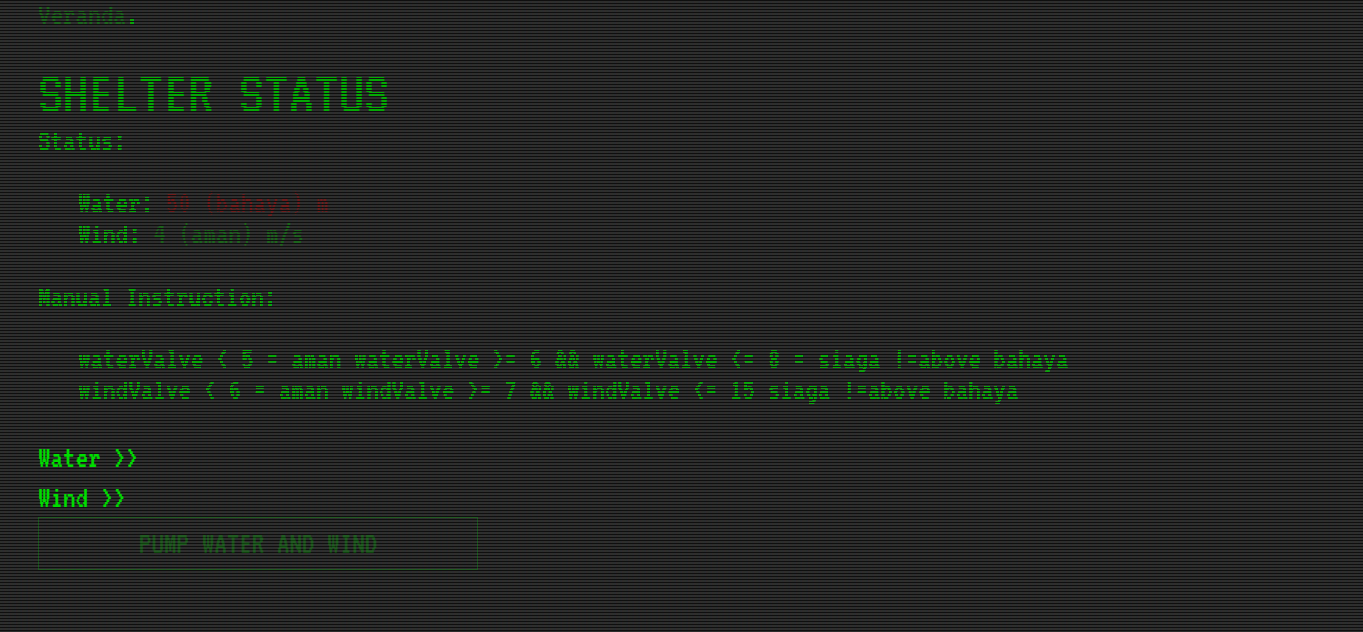 Veranda.
SHELTER STATUS
Status:
Water: 50 (bahaya) m
Wind: 4 (aman) m/s
Manual Instruction:
waterValve < 5 = aman waterValve >= 6 && waterValve <= 8 = siaga !=above bahaya
windValve < 6 = aman windValve >= 7 && windValve <= 15 siaga !=above bahaya
Water >>
Wind >>
PUMP WATER AND WIND